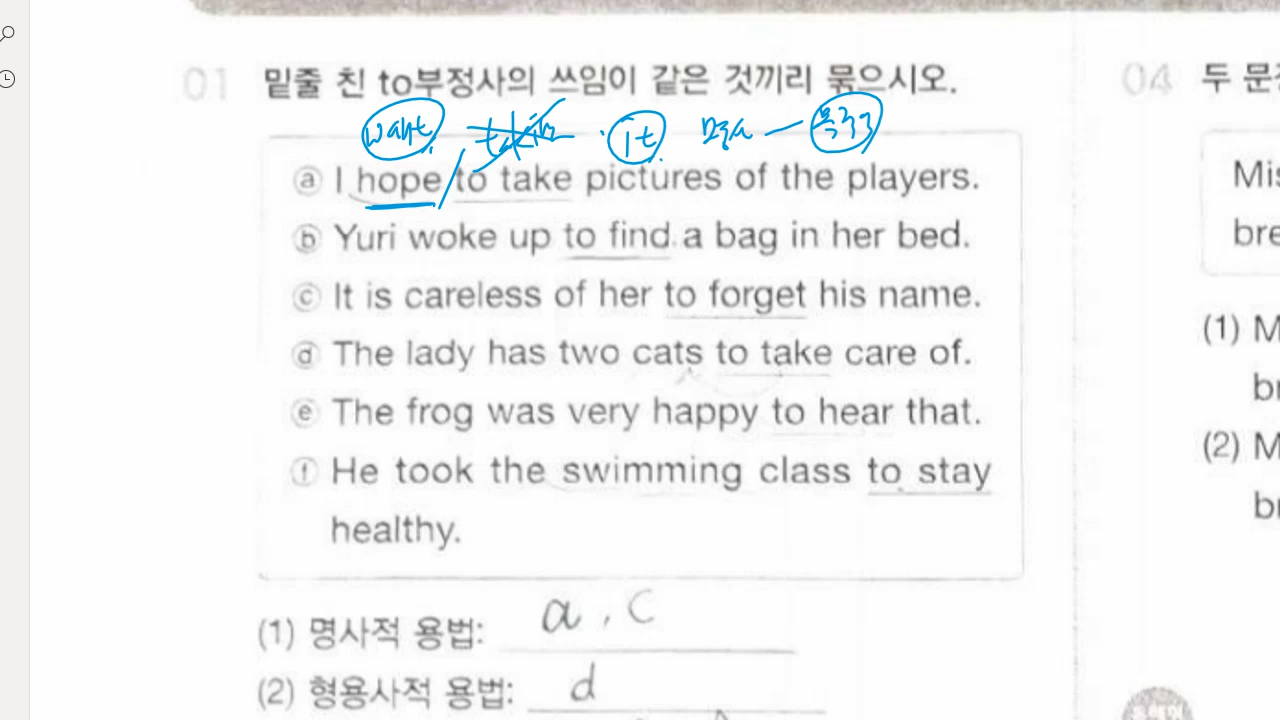 01 밑줄 친 to부정사의 쓰임이 같은 것끼리 묶으시오.
want it 명사 — 목적어
ⓐ I hope to take pictures of the players.
ⓑ Yuri woke up to find a bag in her bed.
ⓒ It is careless of her to forget his name.
ⓓ The lady has two cats to take care of.
ⓔ The frog was very happy to hear that.
ⓕ He took the swimming class to stay
healthy.
(1) 명사적 용법: a, c
(2) 형용사적 용법: d
04 두 문
Mis
bre
(1) M
br
(2) M
br